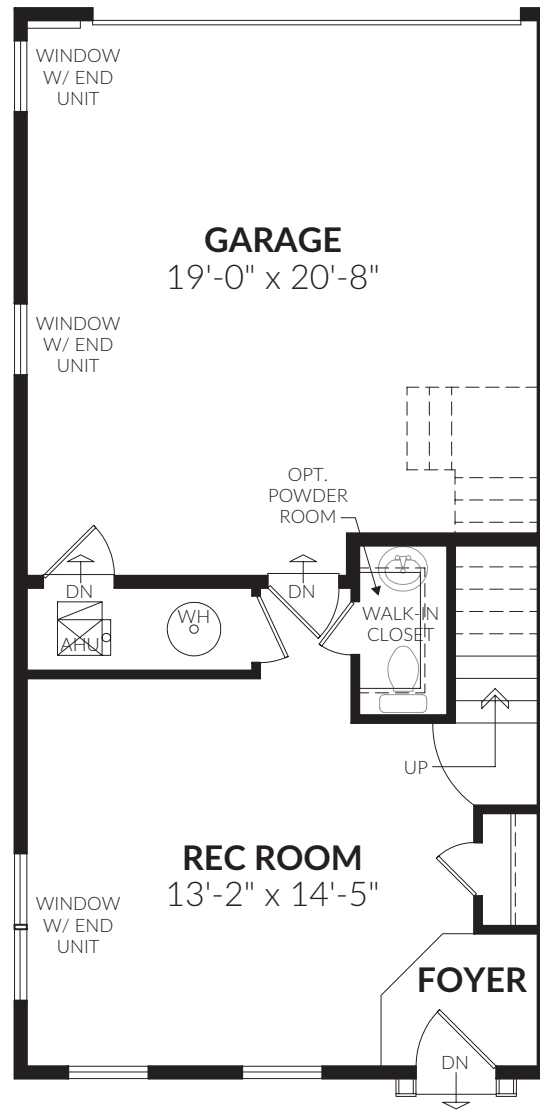 WINDOW
W/ END
UNIT
GARAGE
19'-0" x 20'-8"
WINDOW
W/ END
UNIT
OPT.
POWDER
ROOM
DN
DN
AHU
WH
WALK-IN
CLOSET
UP
REC ROOM
13'-2" x 14'-5"
WINDOW
W/ END
UNIT
FOYER
DN